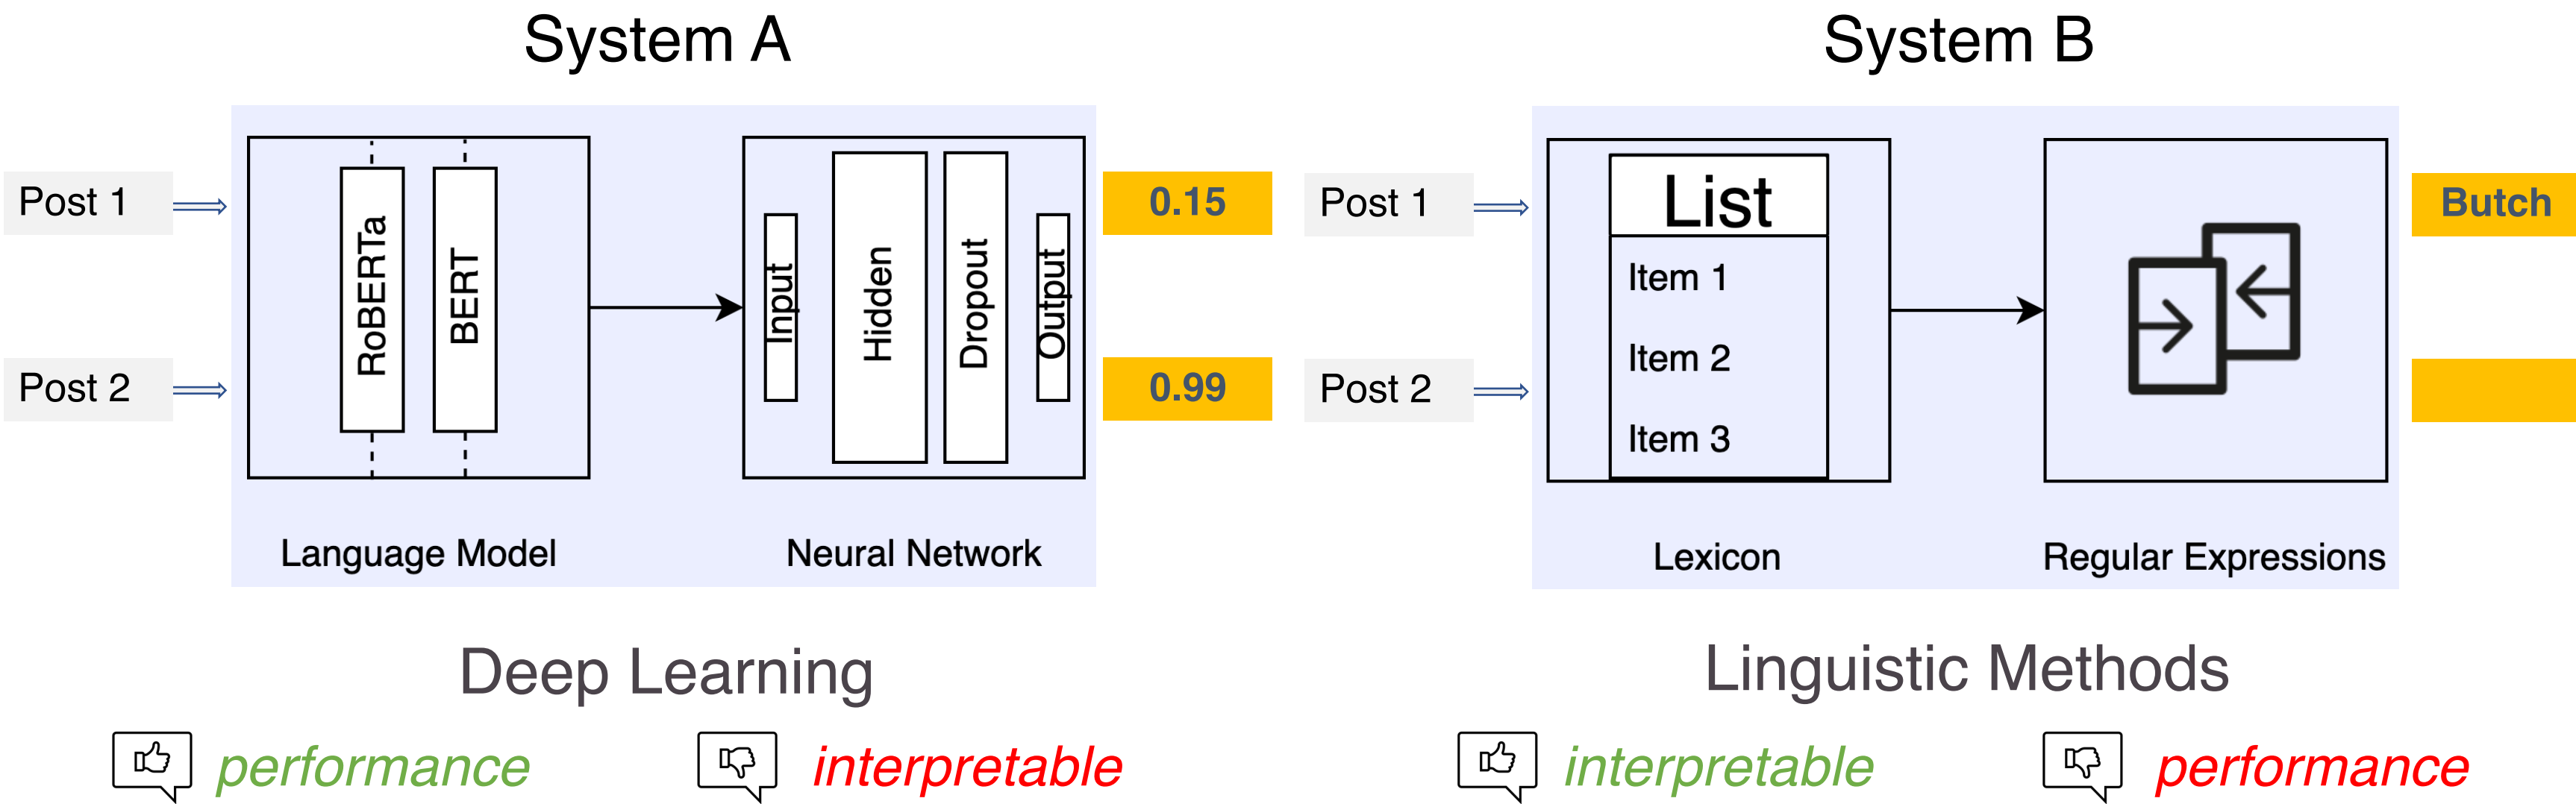 System A
Post 1
Post 2
RoBERTa
BERT
Input
Hidden
Dropout
Output
0.15
0.99
Language Model
Neural Network
Deep Learning
performance
interpretable
System B
Post 1
Post 2
List
Item 1
Item 2
Item 3
Butch
Lexicon
Regular Expressions
Linguistic Methods
interpretable
performance